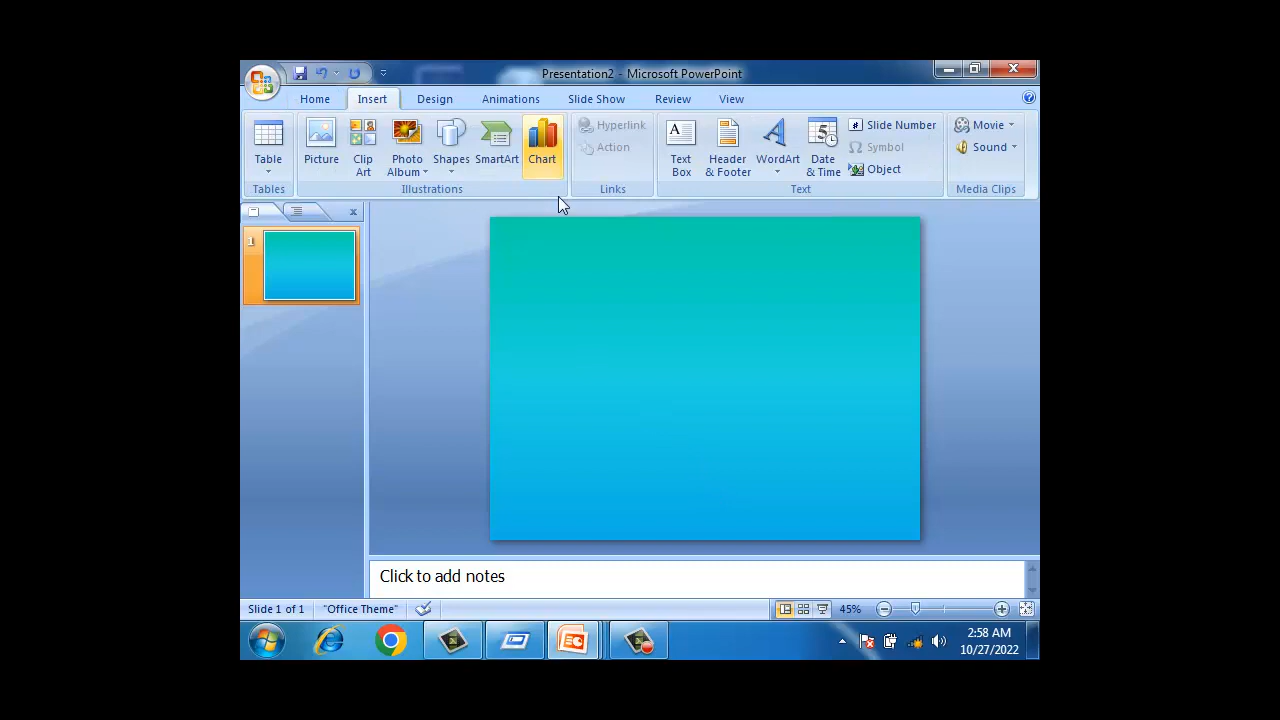 Presentation2 - Microsoft PowerPoint
Home Insert Design Animations Slide Show Review View
Table
Picture
Clip
Art
Photo
Album
Shapes
SmartArt
Chart
Hyperlink
Action
Text
Box
Header
& Footer
WordArt
Date
& Time
Slide Number
Symbol
Object
Movie
Sound
Tables Illustrations Links Text Media Clips
1
Click to add notes
Slide 1 of 1 "Office Theme" 45%
2:58 AM
10/27/2022